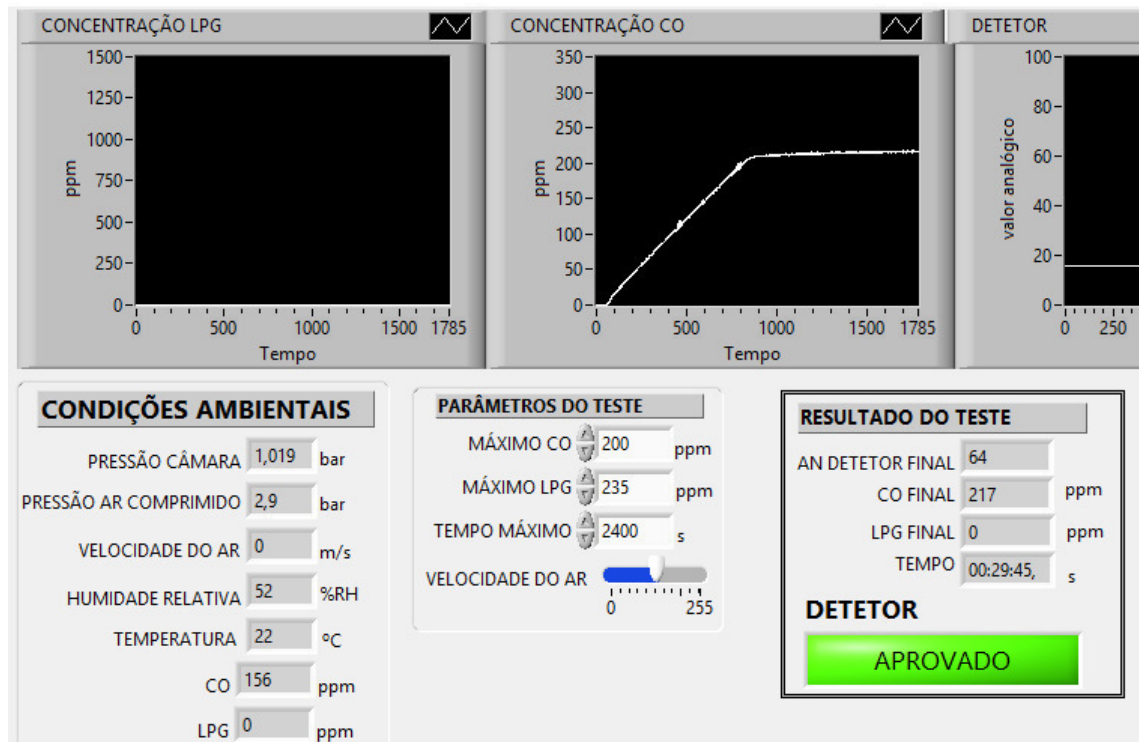 CONCENTRAÇÃO LPG
1500
1250
1000
750
500
250
0
ppm
0 500 1000 1500 1785
Tempo
CONCENTRAÇÃO CO
350
300
250
200
150
100
50
0
ppm
0 500 1000 1500 1785
Tempo
DETETOR
100
80
60
40
20
0
valor analógico
0 250
CONDIÇÕES AMBIENTAIS
PRESSÃO CÂMARA 1,019 bar
PRESSÃO AR COMPRIMIDO 2,9 bar
VELOCIDADE DO AR 0 m/s
HUMIDADE RELATIVA 52 %RH
TEMPERATURA 22 ºC
CO 156 ppm
LPG 0 ppm
PARÂMETROS DO TESTE
MÁXIMO CO 200 ppm
MÁXIMO LPG 235 ppm
TEMPO MÁXIMO 2400 s
VELOCIDADE DO AR
0 255
RESULTADO DO TESTE
AN DETETOR FINAL 64
CO FINAL 217 ppm
LPG FINAL 0 ppm
TEMPO 00:29:45, s
DETETOR
APROVADO